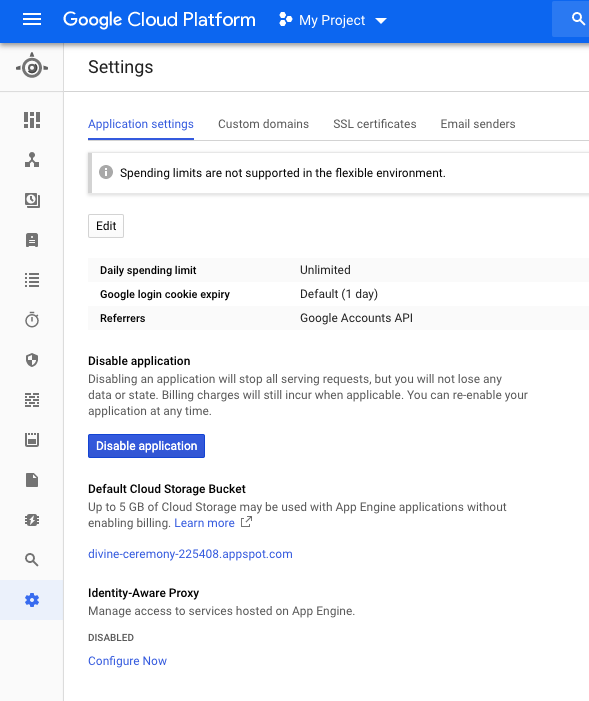 Google Cloud Platform My Project
Settings
Application settings Custom domains SSL certificates Email senders
Spending limits are not supported in the flexible environment.
Edit
Daily spending limit Unlimited
Google login cookie expiry Default (1 day)
Referrers Google Accounts API
Disable application
Disabling an application will stop all serving requests, but you will not lose any
data or state. Billing charges will still incur when applicable. You can re-enable your
application at any time.
Disable application
Default Cloud Storage Bucket
Up to 5 GB of Cloud Storage may be used with App Engine applications without
enabling billing. Learn more
divine-ceremony-225408.appspot.com
Identity-Aware Proxy
Manage access to services hosted on App Engine.
DISABLED
Configure Now